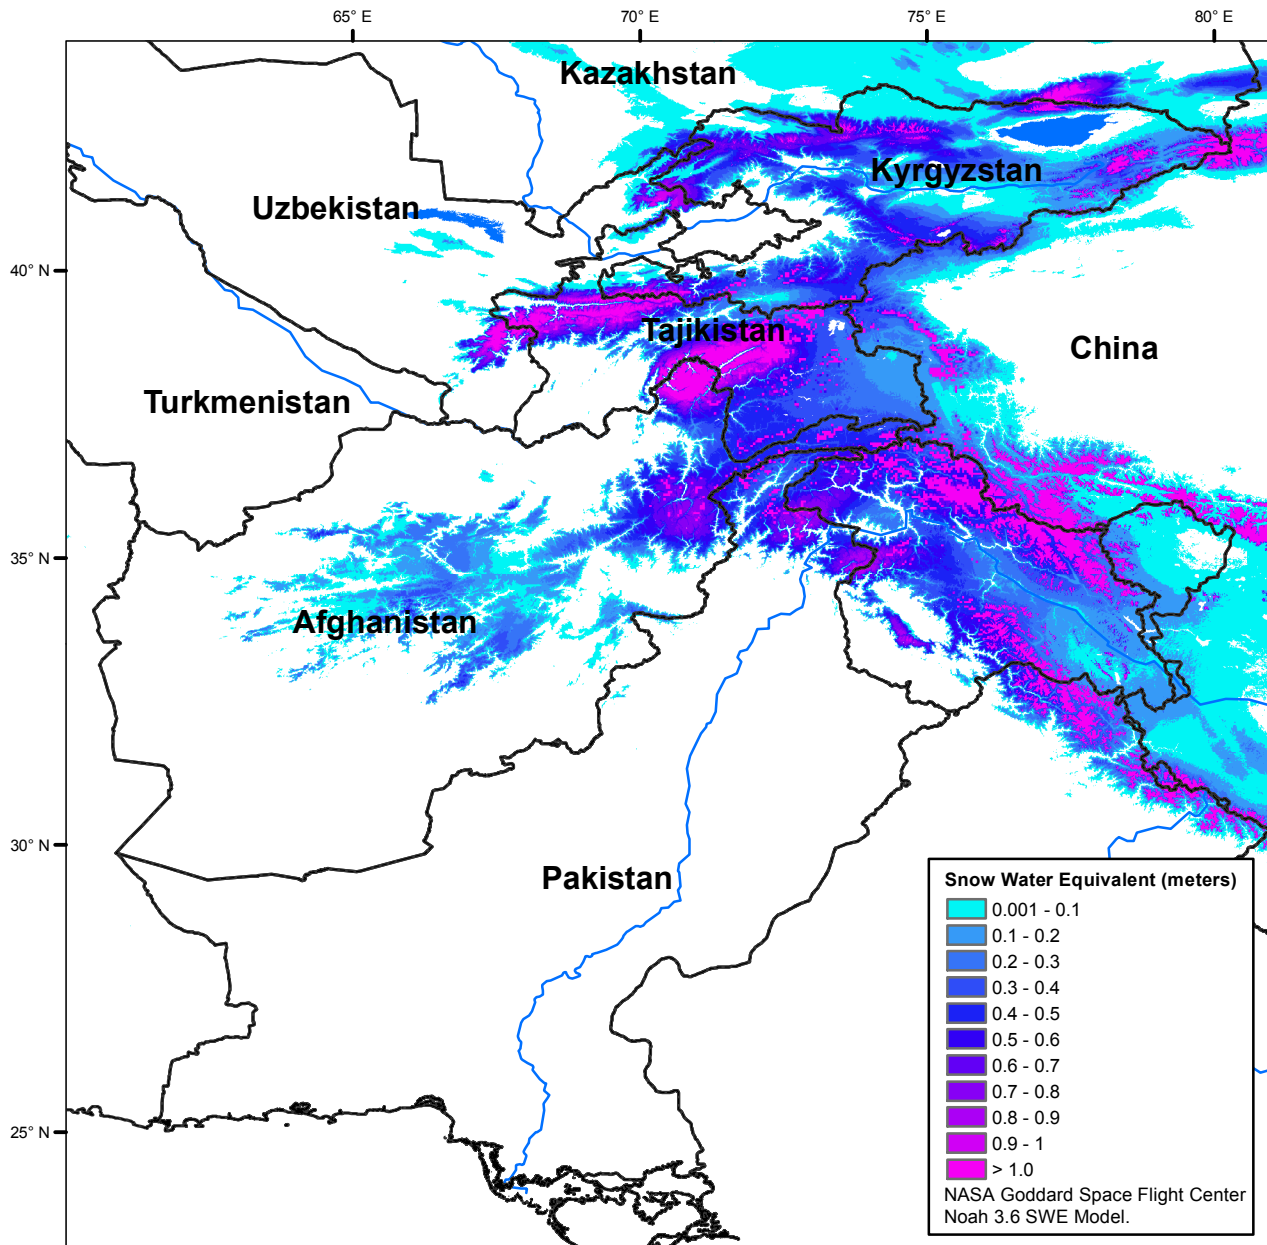 65° E
70° E
75° E
80° E
Kazakhstan
Kyrgyzstan
Uzbekistan
40° N
Tajikistan
China
Turkmenistan
35° N
Afghanistan
30° N
Pakistan
25° N
Snow Water Equivalent (meters)
0.001 - 0.1
0.1 - 0.2
0.2 - 0.3
0.3 - 0.4
0.4 - 0.5
0.5 - 0.6
0.6 - 0.7
0.7 - 0.8
0.8 - 0.9
0.9 - 1
> 1.0
NASA Goddard Space Flight Center
Noah 3.6 SWE Model.